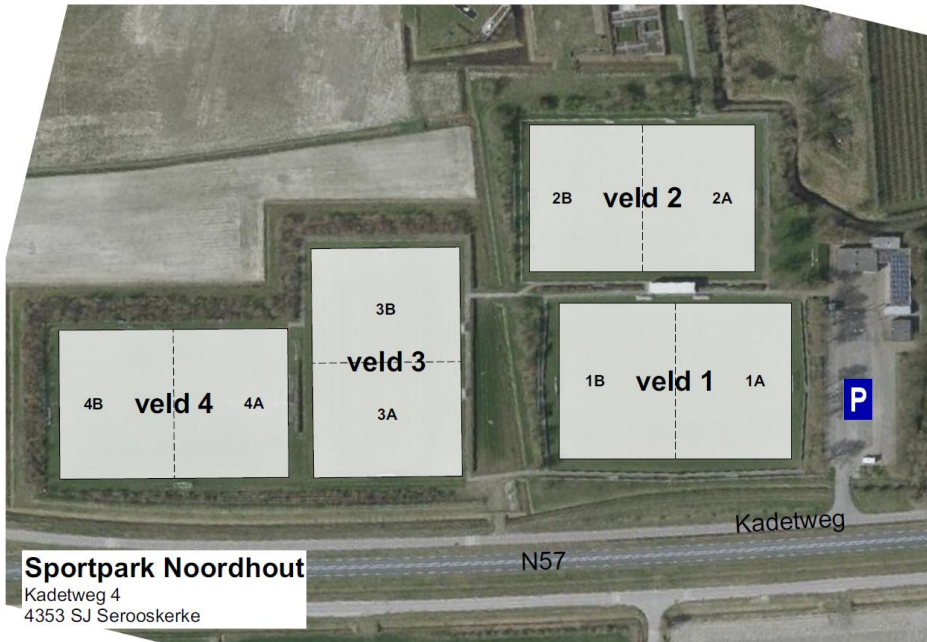 2B veld 2 2A
3B
veld 3
3A
1B veld 1 1A
4B veld 4 4A
P
Kadetweg
N57
Sportpark Noordhout
Kadetweg 4
4353 SJ Serooskerke